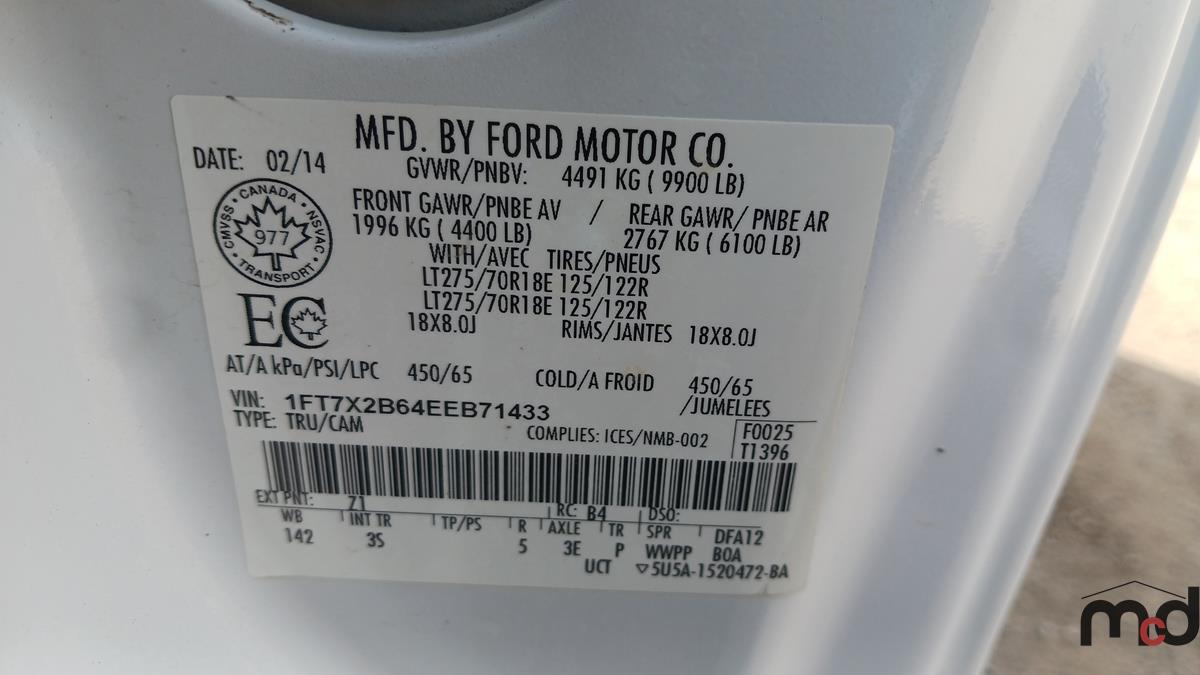 MFD. BY FORD MOTOR CO.
DATE: 02/14
GVWR/PNBV: 4491 KG ( 9900 LB)
FRONT GAWR/PNBE AV / REAR GAWR/ PNBE AR
1996 KG ( 4400 LB) 2767 KG ( 6100 LB)
CMVSS • CANADA • NSVAC
977
• TRANSPORT •
WITH/AVEC TIRES/PNEUS
LT275/70R18E 125/122R
LT275/70R18E 125/122R
EC
18X8.0J RIMS/JANTES 18X8.0J
AT/A kPa/PSI/LPC 450/65 COLD/A FROID 450/65
/JUMELEES
VIN: 1FT7X2B64EEB71433
TYPE: TRU/CAM
COMPLIES: ICES/NMB-002
F0025
T1396
EXT PNT: Z1 RC: B4 DSO:
WB INT TR TP/PS R AXLE TR SPR DFA12
142 3S 5 3E P WWPP B0A
UCT ▽5U5A-1520472-BA
mcd